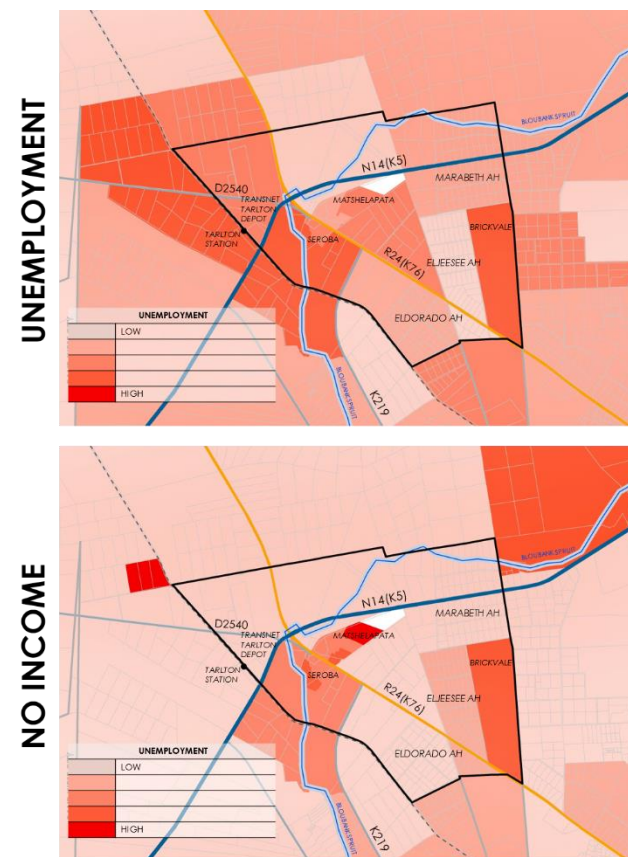 UNEMPLOYMENT
BLOUBANK SPRUIT
N14(K5)
MARABETH AH
D2540
TRANSNET
TARLTON
DEPOT
MATSHELAPATA
TARLTON
STATION
SEROBA
BRICKVALE
R24(K76)
ELJEESEE AH
ELDORADO AH
UNEMPLOYMENT
LOW
HIGH
K219
BLOUBANKSPRUIT
NO INCOME
BLOUBANK SPRUIT
N14(K5)
MARABETH AH
D2540
TRANSNET
TARLTON
DEPOT
MATSHELAPATA
TARLTON
STATION
SEROBA
BRICKVALE
R24(K76)
ELJEESEE AH
ELDORADO AH
UNEMPLOYMENT
LOW
HIGH
K219
BLOUBANKSPRUIT